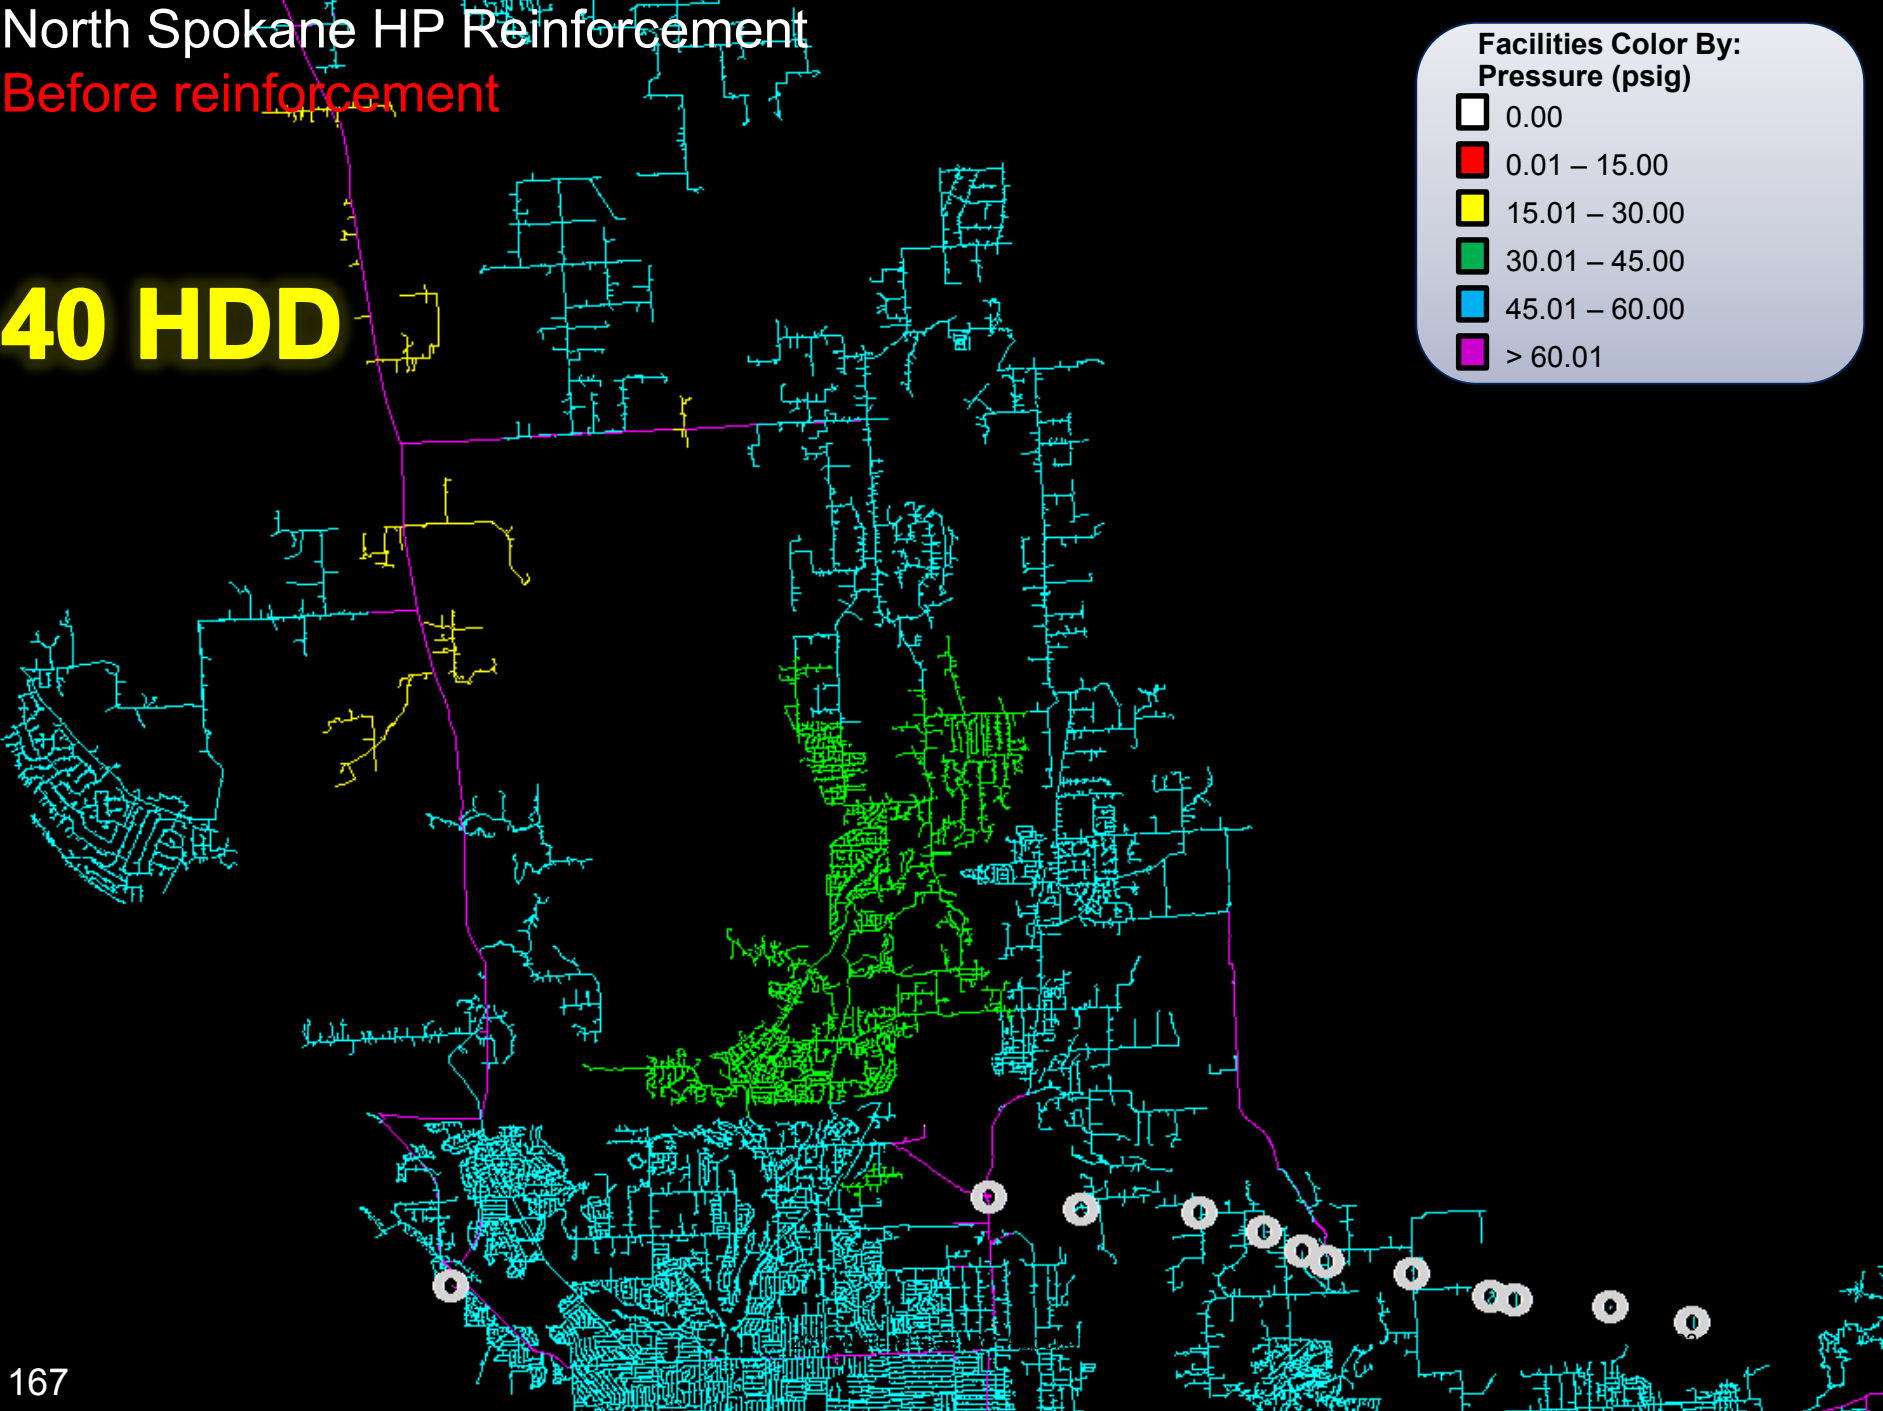 North Spokane HP Reinforcement
Before reinforcement
Facilities Color By:
Pressure (psig)
0.00
0.01 – 15.00
15.01 – 30.00
30.01 – 45.00
45.01 – 60.00
> 60.01
40 HDD
167